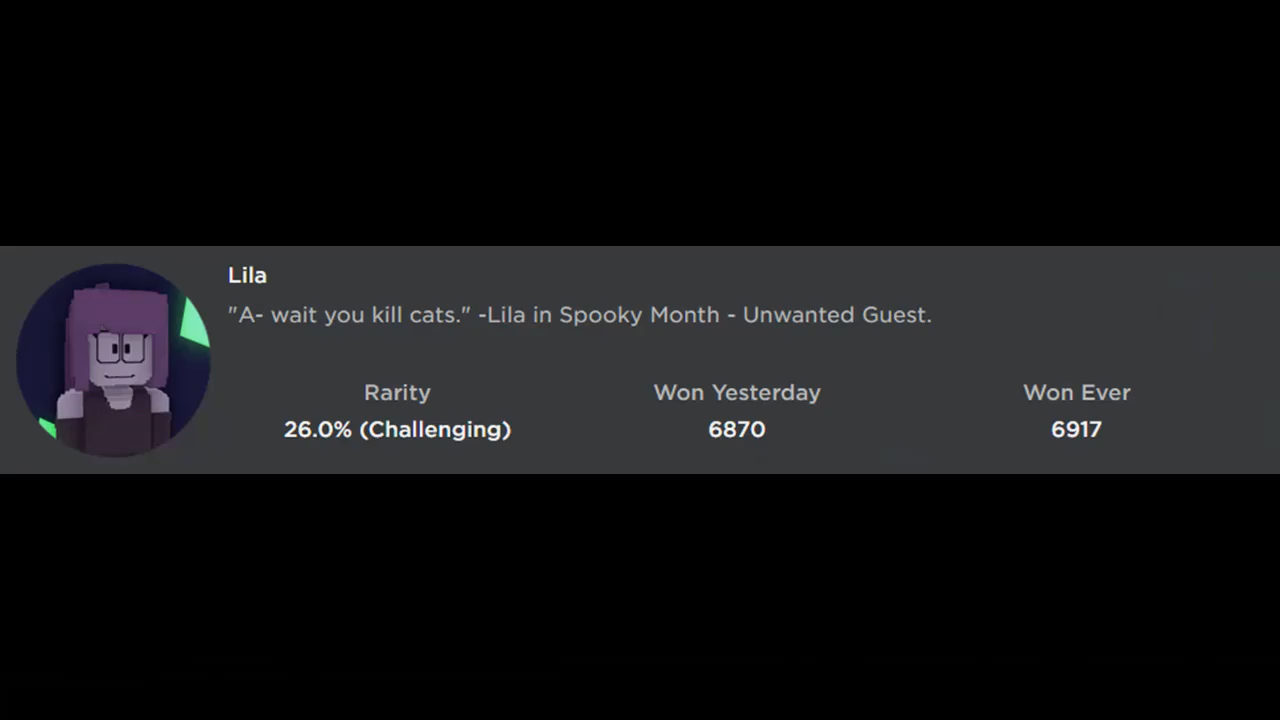 Lila
"A- wait you kill cats." -Lila in Spooky Month - Unwanted Guest.
Rarity Won Yesterday Won Ever
26.0% (Challenging) 6870 6917